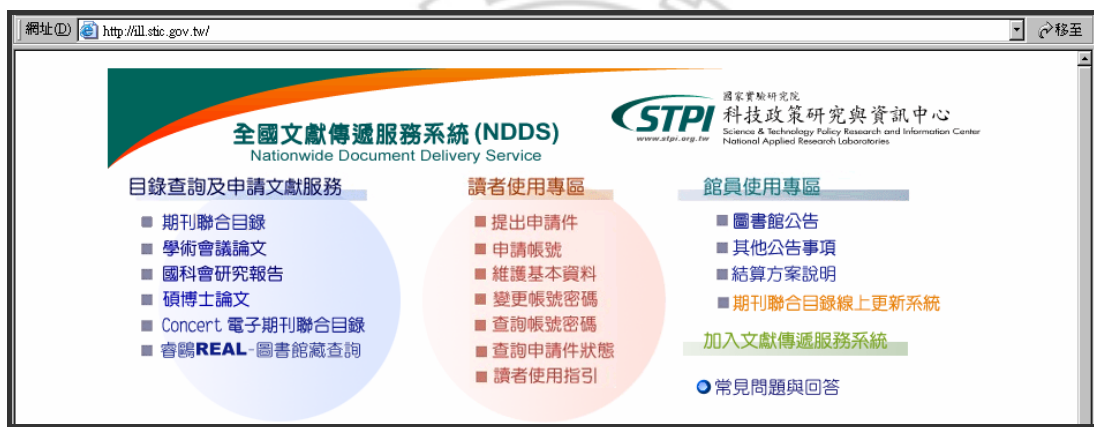 網址(D) http://ill.stic.gov.tw/ 移至
國家實驗研究院
STPI 科技政策研究與資訊中心
www.stpi.org.tw Science & Technology Policy Research and Information Center
National Applied Research Laboratories
全國文獻傳遞服務系統 (NDDS)
Nationwide Document Delivery Service
目錄查詢及申請文獻服務
期刊聯合目錄
學術會議論文
國科會研究報告
碩博士論文
Concert 電子期刊聯合目錄
睿鷗REAL-圖書館藏查詢
讀者使用專區
提出申請件
申請帳號
維護基本資料
變更帳號密碼
查詢帳號密碼
查詢申請件狀態
讀者使用指引
館員使用專區
圖書館公告
其他公告事項
結算方案說明
期刊聯合目錄線上更新系統
加入文獻傳遞服務系統
常見問題與回答